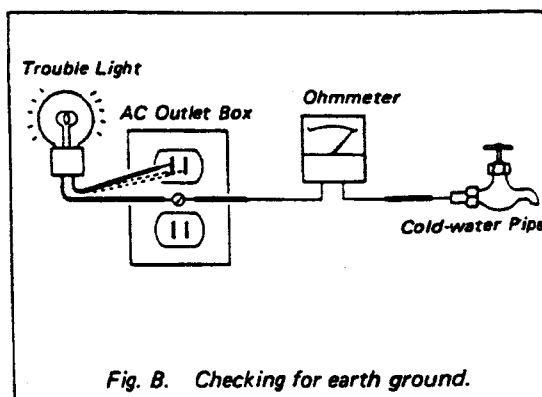 Trouble Light
AC Outlet Box
Ohmmeter
Cold-water Pipe
Fig. B. Checking for earth ground.